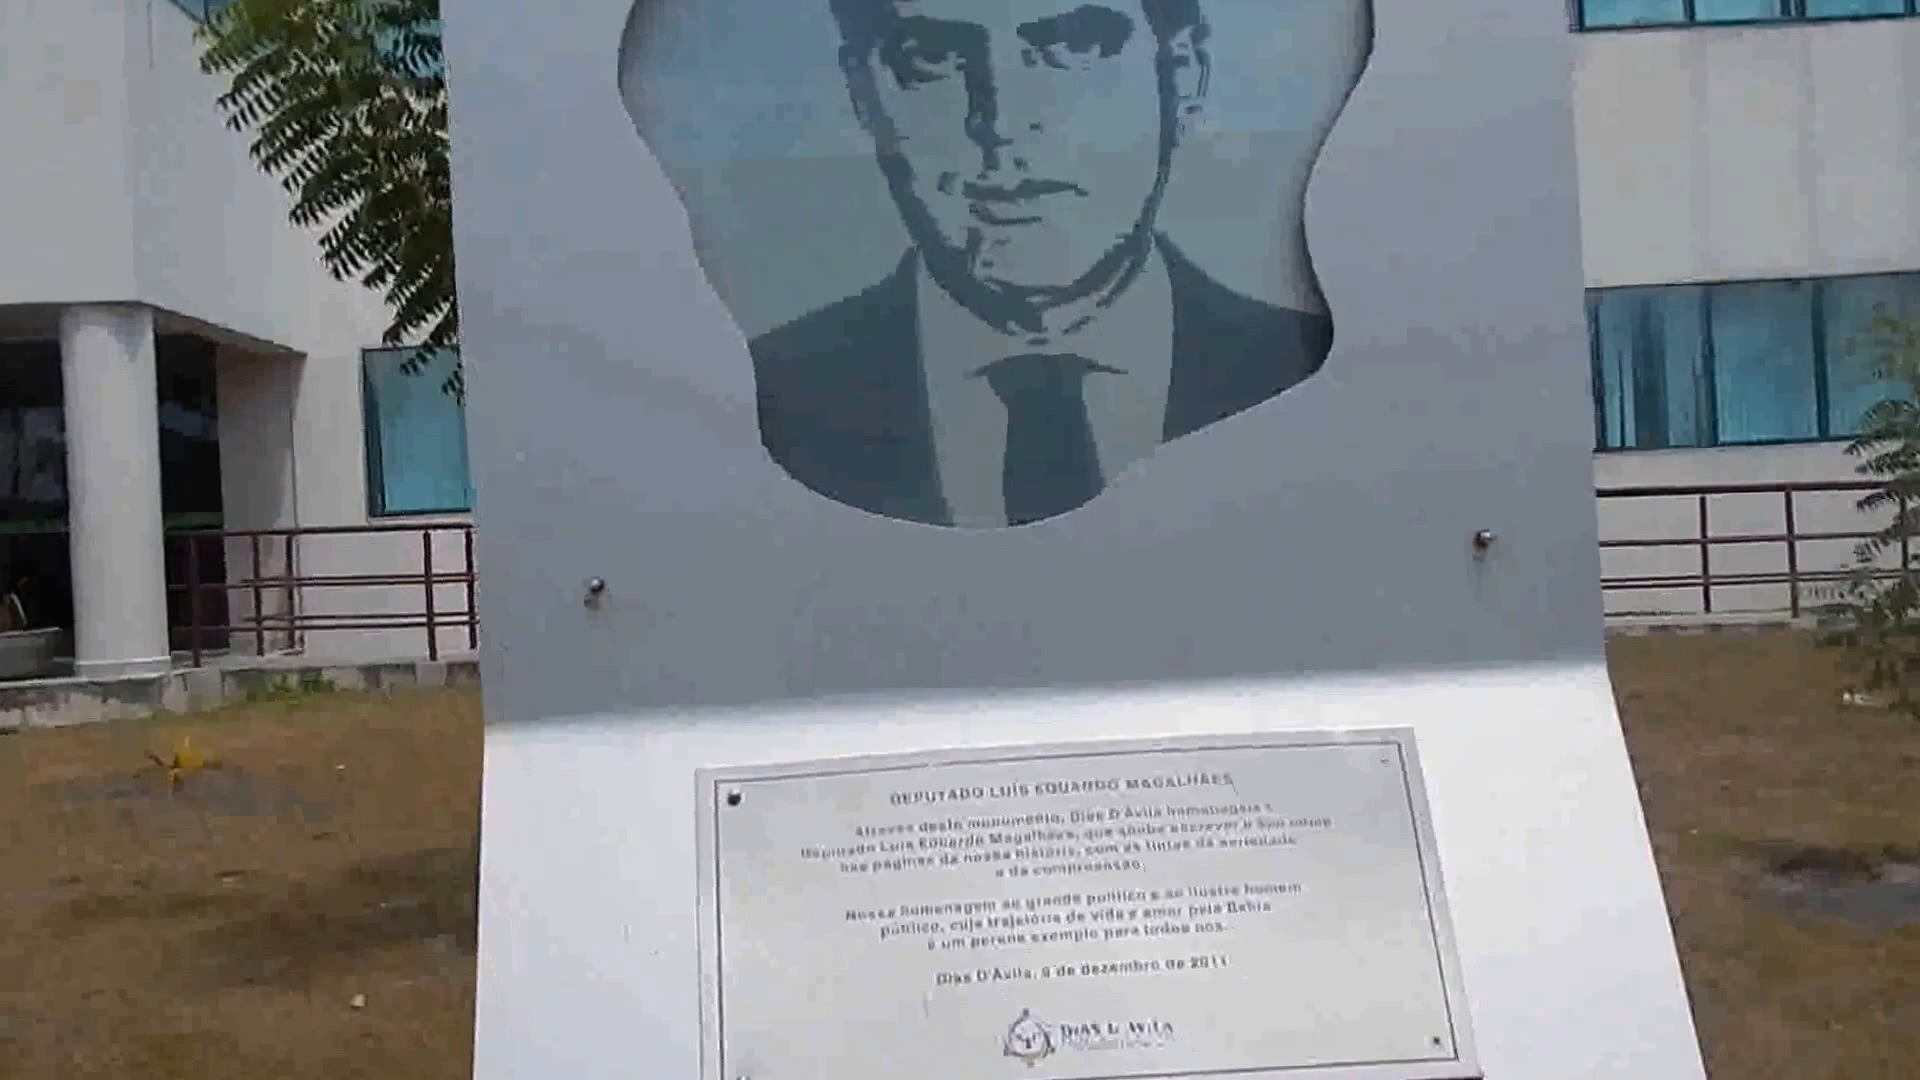 DEPUTADO LUÍS EDUARDO MAGALHÃES
Através deste monumento, Dias D'Ávila homenageia o
Deputado Luís Eduardo Magalhães, que soube escrever o seu nome
nas páginas da nossa história, com as tintas da seriedade
e da compreensão.
Nossa homenagem ao grande político e ao ilustre homem
público, cuja trajetória de vida e amor pela Bahia
é um perene exemplo para todos nós.
Dias D'Ávila, 9 de dezembro de 2011
DIAS D'ÁVILA